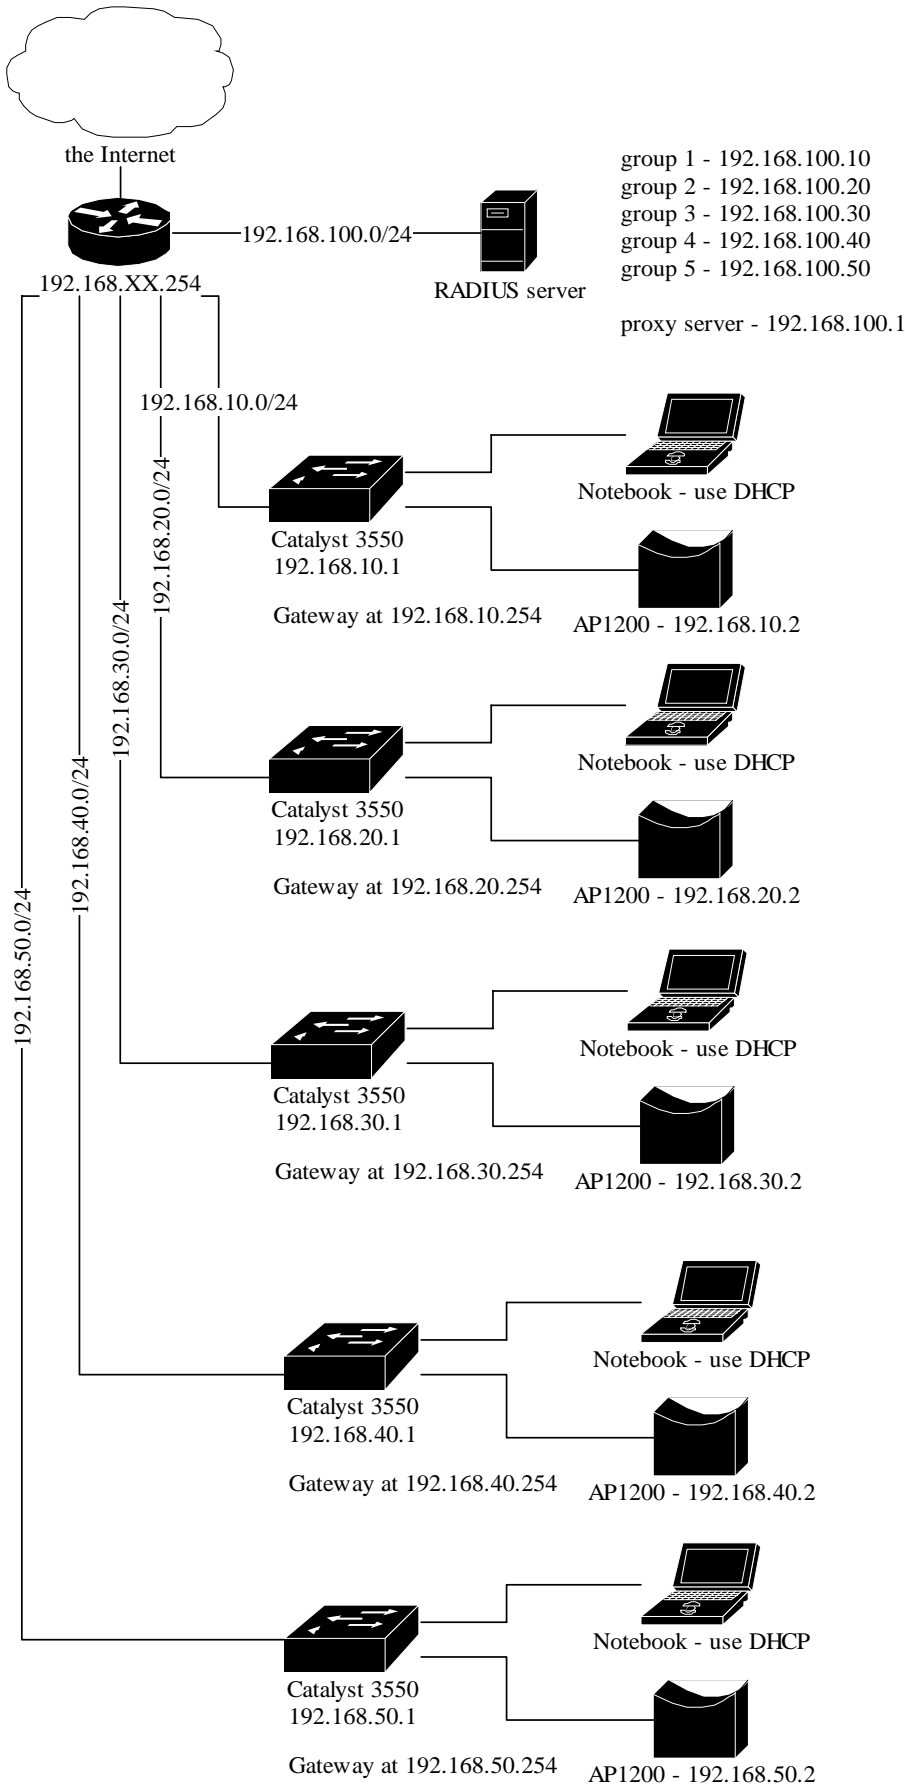 the Internet
group 1 - 192.168.100.10
group 2 - 192.168.100.20
group 3 - 192.168.100.30
group 4 - 192.168.100.40
group 5 - 192.168.100.50
proxy server - 192.168.100.1
192.168.100.0/24
RADIUS server
192.168.XX.254
192.168.10.0/24
192.168.20.0/24
192.168.30.0/24
192.168.40.0/24
192.168.50.0/24
Notebook - use DHCP
Catalyst 3550
192.168.10.1
Gateway at 192.168.10.254
AP1200 - 192.168.10.2
Notebook - use DHCP
Catalyst 3550
192.168.20.1
Gateway at 192.168.20.254
AP1200 - 192.168.20.2
Notebook - use DHCP
Catalyst 3550
192.168.30.1
Gateway at 192.168.30.254
AP1200 - 192.168.30.2
Notebook - use DHCP
Catalyst 3550
192.168.40.1
Gateway at 192.168.40.254
AP1200 - 192.168.40.2
Notebook - use DHCP
Catalyst 3550
192.168.50.1
Gateway at 192.168.50.254
AP1200 - 192.168.50.2